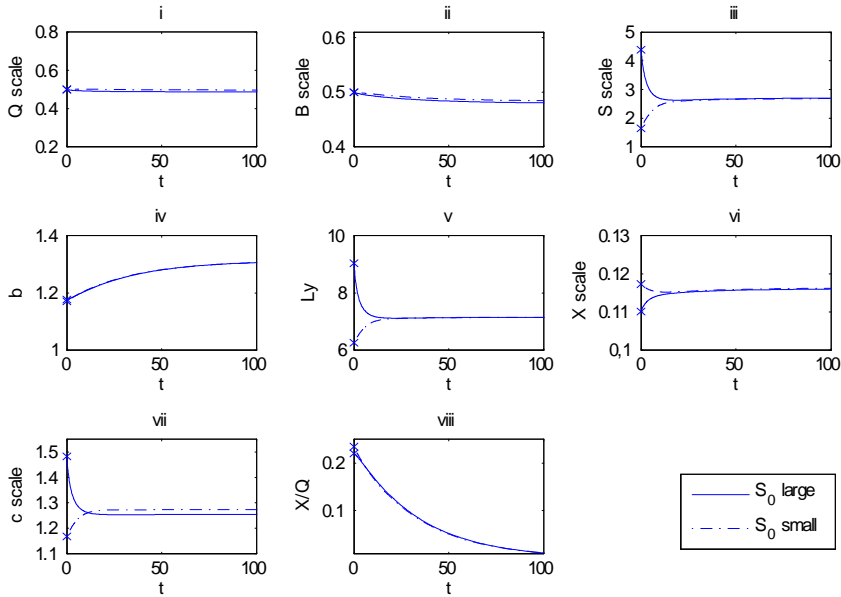 i
0.8
0.6
0.4
0.2
0
50
100
Q scale
t
ii
0.6
0.5
0.4
0
50
100
B scale
t
iii
5
4
3
2
1
0
50
100
S scale
t
iv
1.4
1.2
1
0
50
100
b
t
v
10
8
6
0
50
100
Ly
t
vi
0.13
0.12
0.11
0,1
0
50
100
X scale
t
vii
1.5
1.4
1.3
1.2
1.1
0
50
100
c scale
t
viii
0.2
0.1
0
50
100
X/Q
t
S_0 large
S_0 small